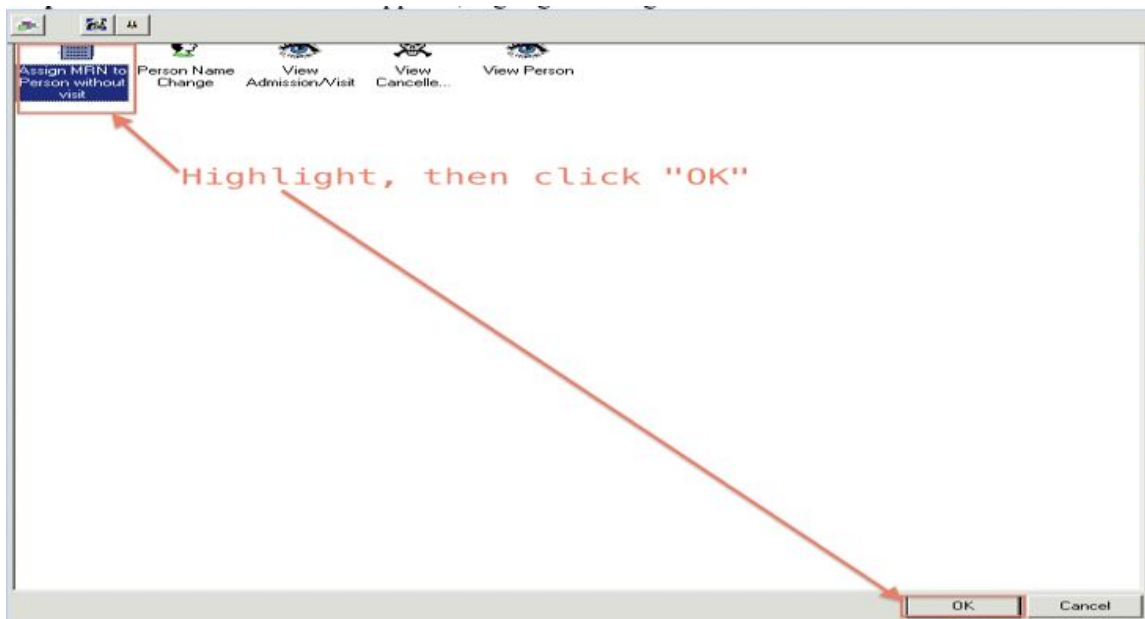 Assign MRN to
Person without
visit
Person Name
Change
View
Admission/Visit
View
Cancelle...
View Person
Highlight, then click "OK"
OK
Cancel